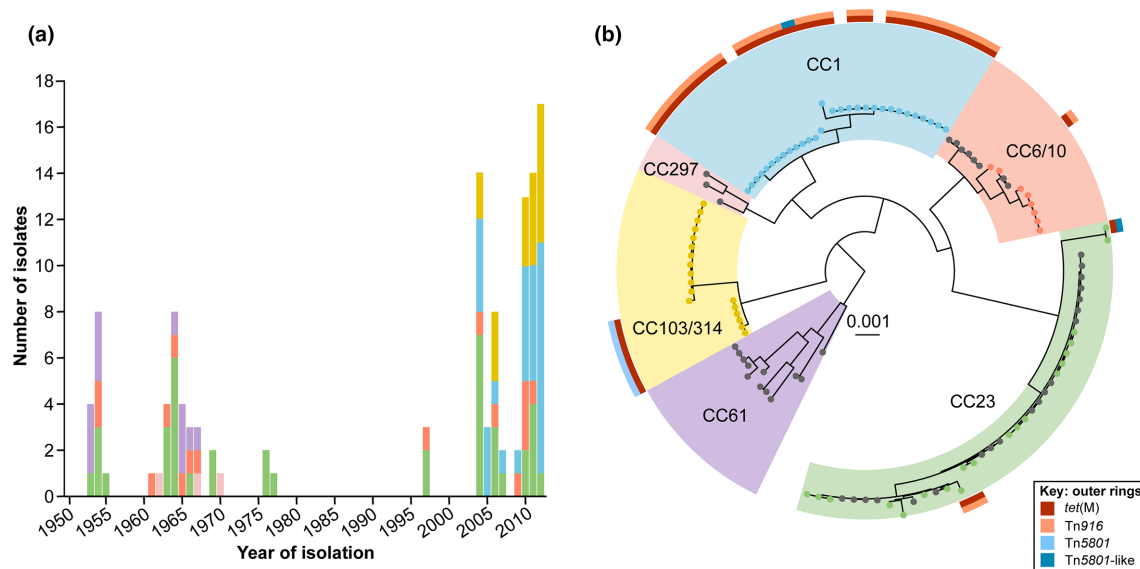 (a)
18
16
14
12
10
8
6
4
2
0
Number of isolates
1950
1955
1960
1965
1970
1975
1980
1985
1990
1995
2000
2005
2010
Year of isolation
(b)
CC1
CC6/10
CC297
CC103/314
CC61
CC23
0.001
Key: outer rings
tet(M)
Tn916
Tn5801
Tn5801-like